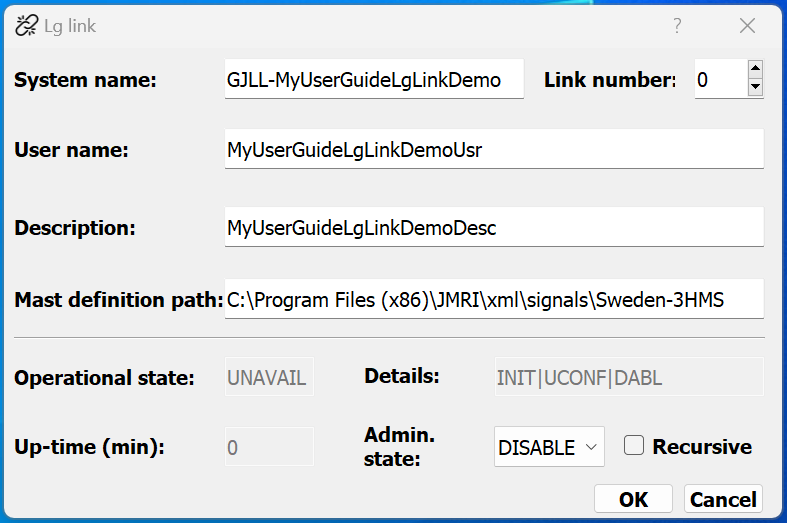 Lg link
System name: GJLL-MyUserGuideLgLinkDemo Link number: 0
User name: MyUserGuideLgLinkDemoUsr
Description: MyUserGuideLgLinkDemoDesc
Mast definition path: C:\Program Files (x86)\JMRI\xml\signals\Sweden-3HMS
Operational state: UNAVAIL Details: INIT|UCONF|DABL
Up-time (min): 0 Admin. state: DISABLE Recursive
OK Cancel